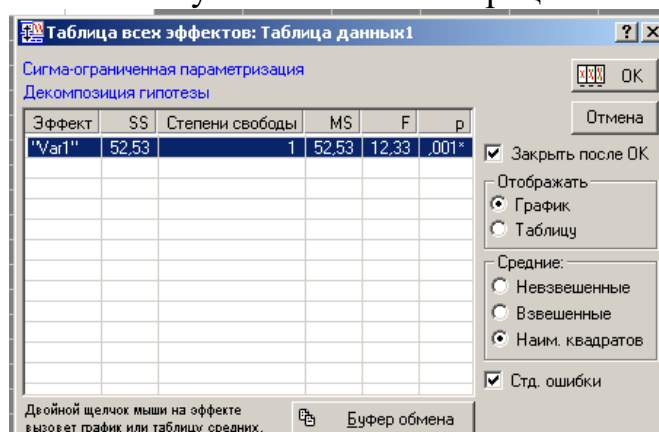 Таблица всех эффектов: Таблица данных1
Сигма-ограниченная параметризация
Декомпозиция гипотезы
Эффект SS Степени свободы MS F p
"Var1" 52,53 1 52,53 12,33 ,001*
OK
Отмена
Закрыть после OK
Отображать
График
Таблицу
Средние:
Невзвешенные
Взвешенные
Наим. квадратов
Стд. ошибки
Двойной щелчок мыши на эффекте
вызовет график или таблицу средних.
Буфер обмена